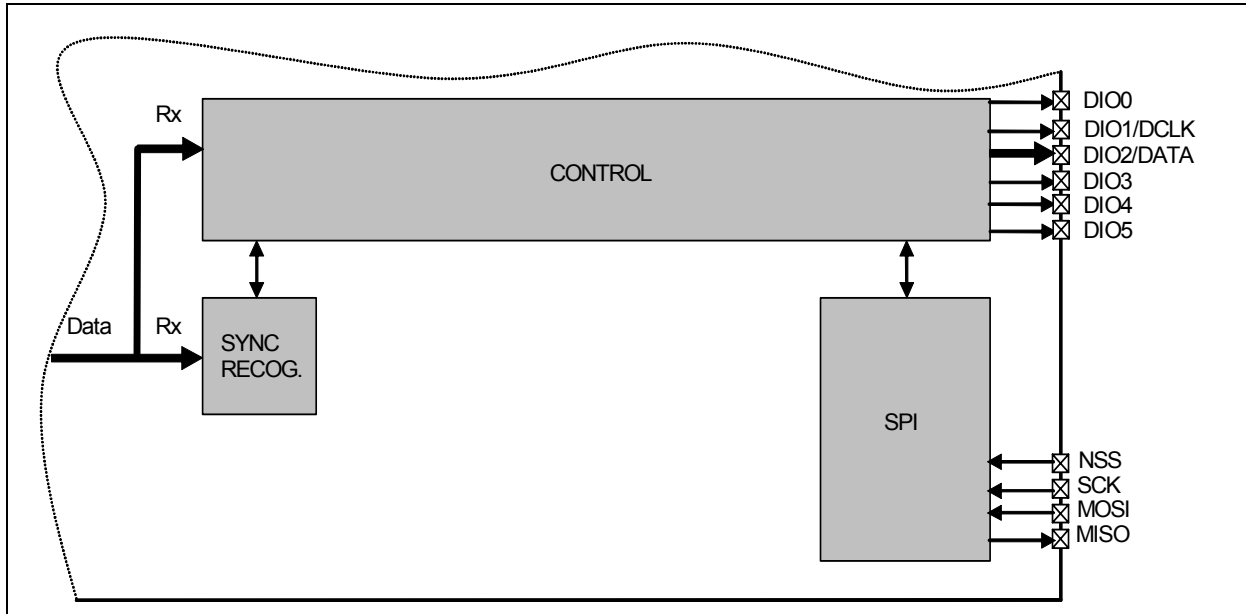 Rx
CONTROL
DIO0
DIO1/DCLK
DIO2/DATA
DIO3
DIO4
DIO5
Data
Rx
SYNC
RECOG.
SPI
NSS
SCK
MOSI
MISO